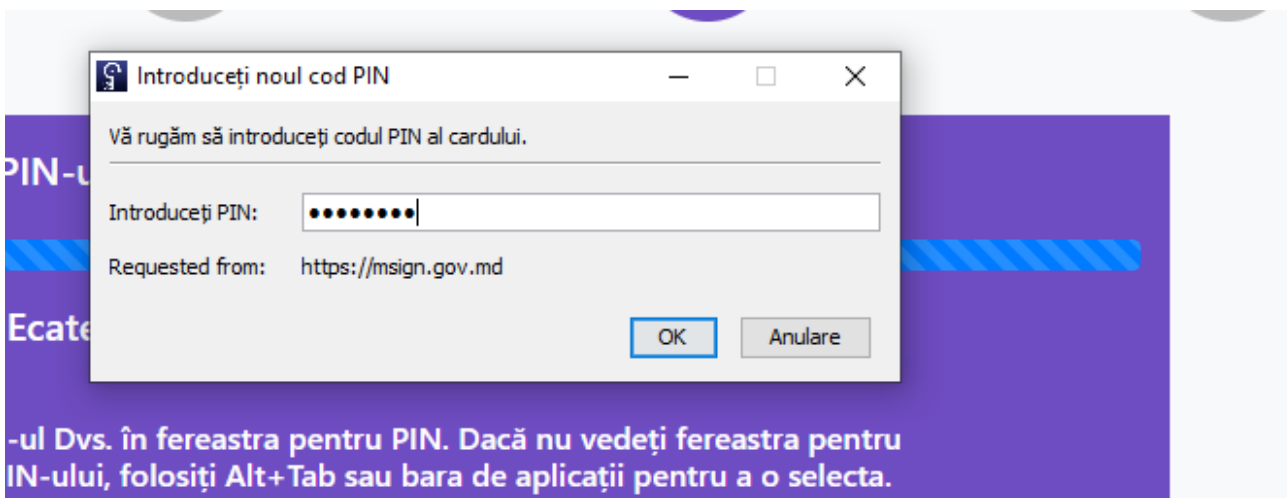 Introduceți noul cod PIN
Vă rugăm să introduceți codul PIN al cardului.
PIN-u
Introduceți PIN: ••••••••
Requested from: https://msign.gov.md
Ecate
OK Anulare
-ul Dvs. în fereastra pentru PIN. Dacă nu vedeți fereastra pentru
IN-ului, folosiți Alt+Tab sau bara de aplicații pentru a o selecta.